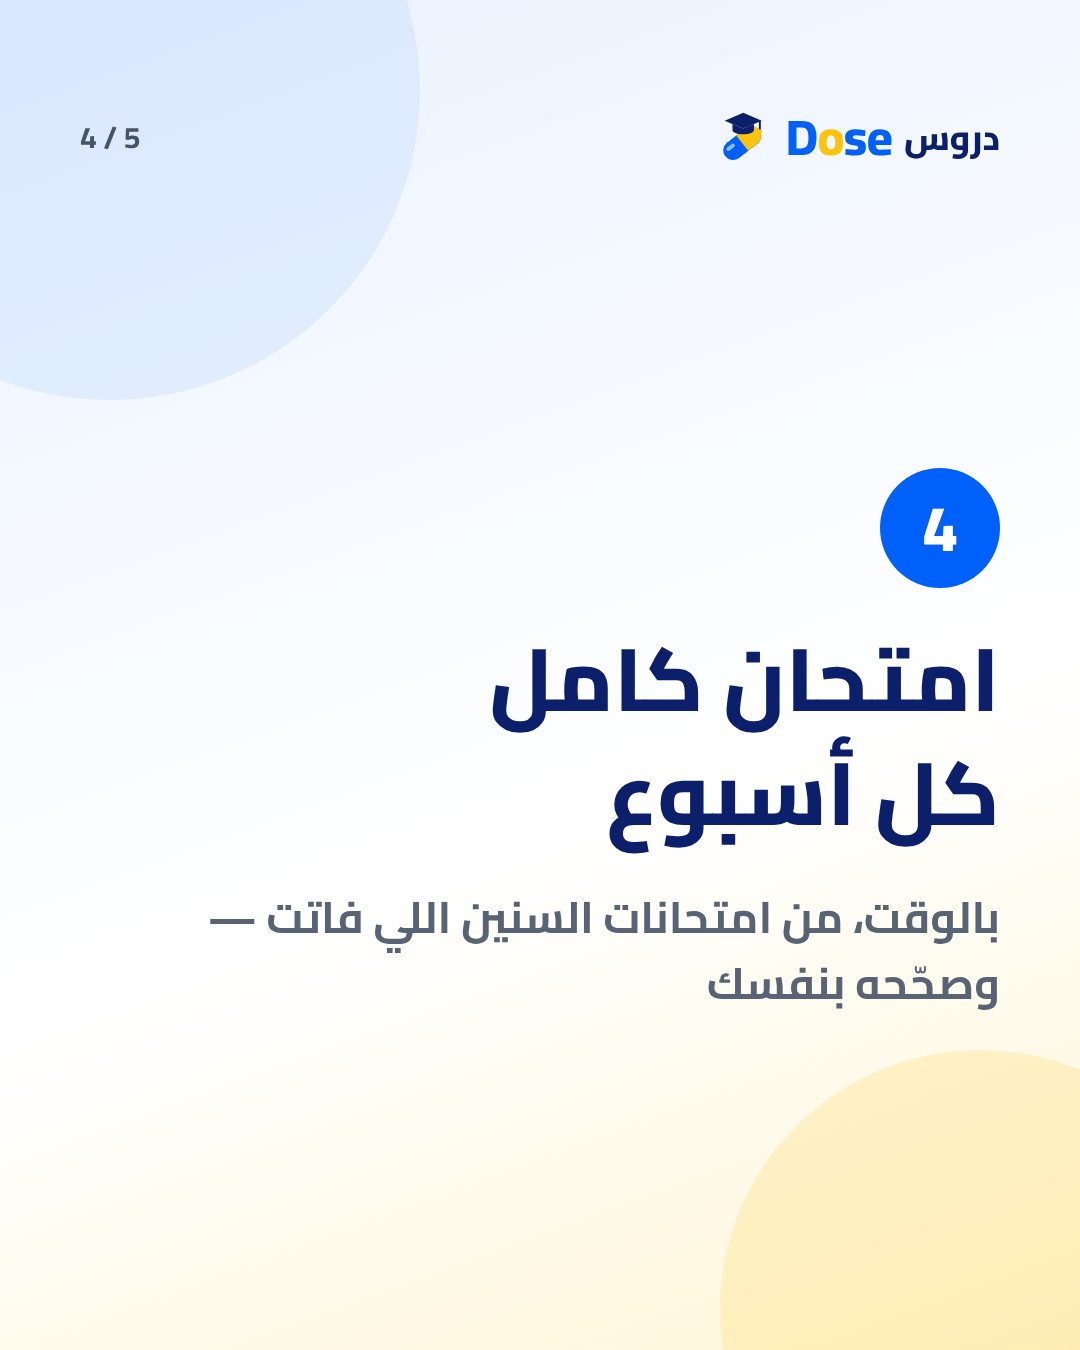 دروس Dose
4 / 5
4
امتحان كامل
كل أسبوع
بالوقت، من امتحانات السنين اللي فاتت —
وصحّحه بنفسك